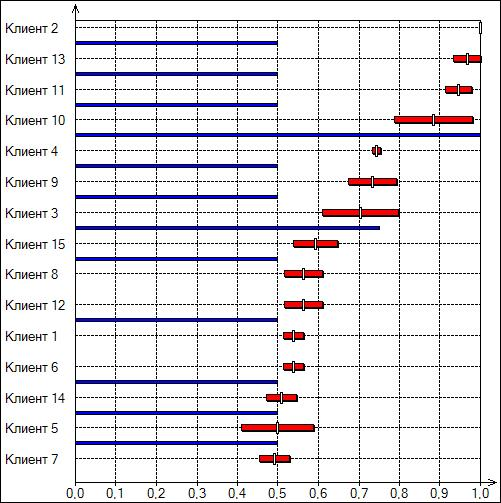 Клиент 2
Клиент 13
Клиент 11
Клиент 10
Клиент 4
Клиент 9
Клиент 3
Клиент 15
Клиент 8
Клиент 12
Клиент 1
Клиент 6
Клиент 14
Клиент 5
Клиент 7
0,0 0,1 0,2 0,3 0,4 0,5 0,6 0,7 0,8 0,9 1,0